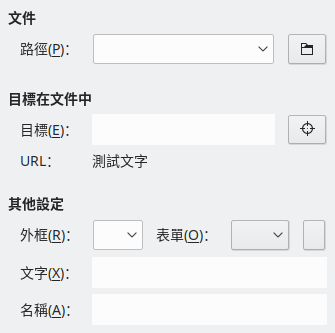 文件
路徑(P)：
目標在文件中
目標(E)：
URL： 測試文字
其他設定
外框(R)： 表單(O)：
文字(X)：
名稱(A)：